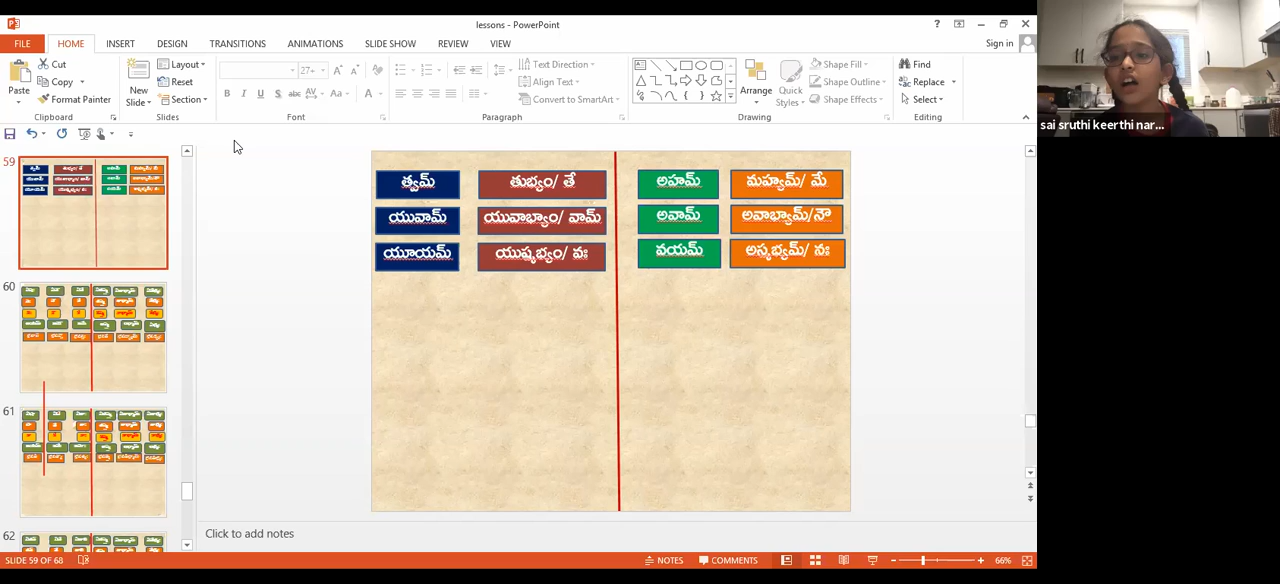 lessons - PowerPoint
FILE HOME INSERT DESIGN TRANSITIONS ANIMATIONS SLIDE SHOW REVIEW VIEW Sign in
Paste Cut Copy Format Painter Clipboard
New Slide Layout Reset Section Slides
27+ B I U S abc AV Aa A Font
Text Direction Align Text Convert to SmartArt Paragraph
Arrange Quick Styles Shape Fill Shape Outline Shape Effects Drawing
Find Replace Select Editing
sai sruthi keerthi nar...
59
60
61
62
త్వమ్ తుభ్యం/ తే అహమ్ మహ్యమ్/ మే
యువామ్ యువాభ్యాం/ వామ్ అవామ్ అవాభ్యామ్/నౌ
యూయమ్ యుష్మభ్యం/ వః వయమ్ అస్మభ్యమ్/ నః
Click to add notes
SLIDE 59 OF 68 NOTES COMMENTS 66%